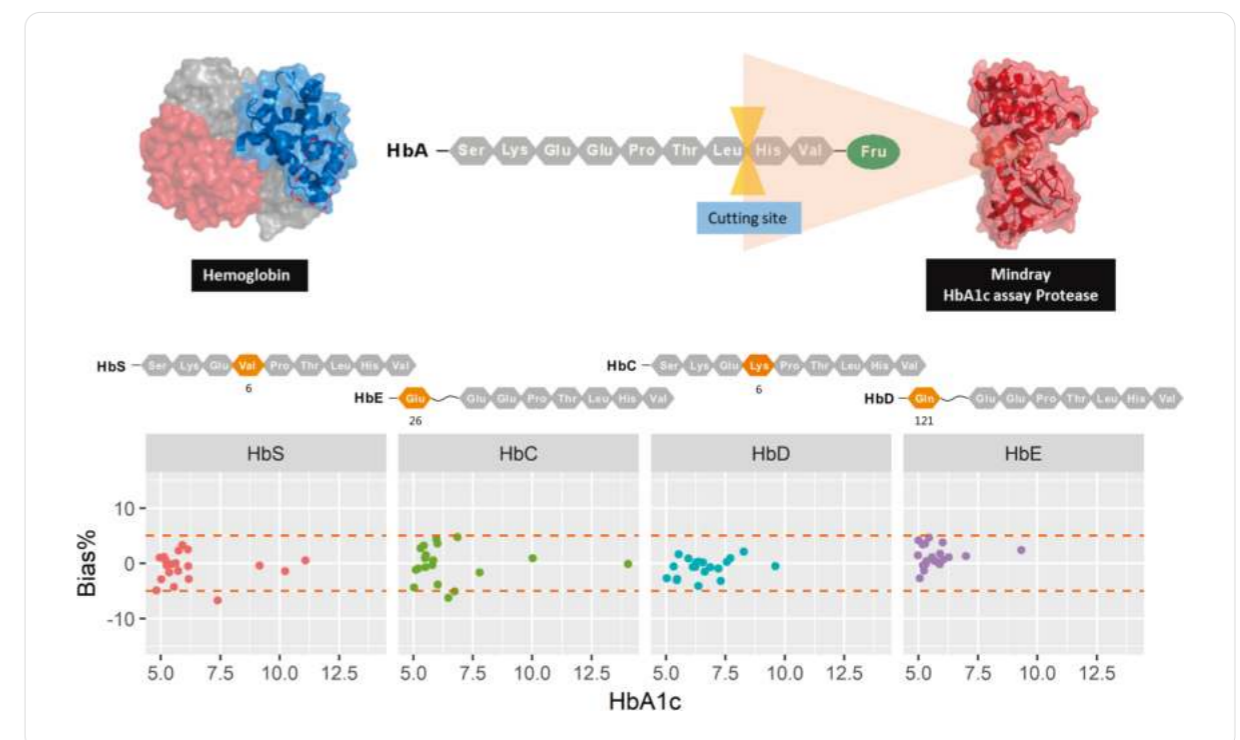 HbA Ser Lys Glu Glu Pro Thr Leu His Val Fru
Cutting site
Hemoglobin
Mindray
HbA1c assay Protease
HbS Ser Lys Glu Val Pro Thr Leu His Val
6
HbC Ser Lys Glu Lys Pro Thr Leu His Val
6
HbE Glu Glu Glu Pro Thr Leu His Val
26
HbD Gln Glu Glu Pro Thr Leu His Val
121
HbS HbC HbD HbE
Bias%
10
0
-10
5.0 7.5 10.0 12.5 5.0 7.5 10.0 12.5 5.0 7.5 10.0 12.5 5.0 7.5 10.0 12.5
HbA1c